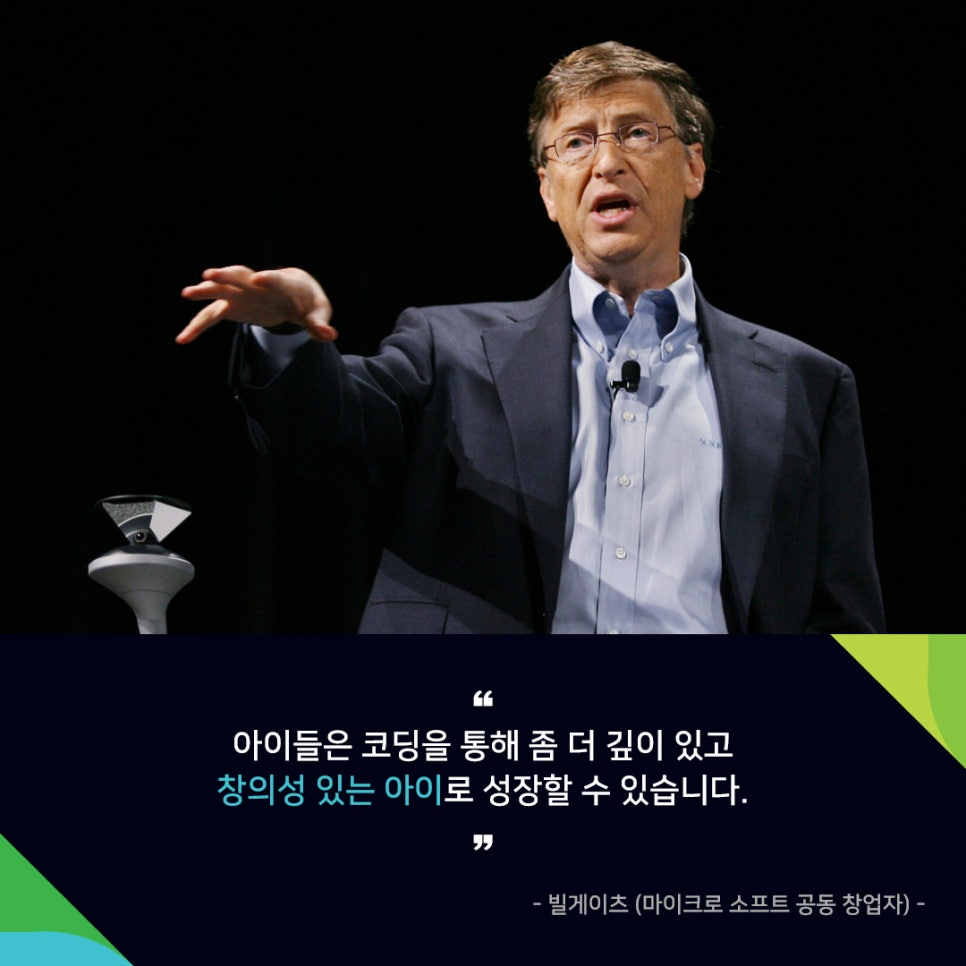 ❝
아이들은 코딩을 통해 좀 더 깊이 있고
창의성 있는 아이로 성장할 수 있습니다.
❞
- 빌게이츠 (마이크로 소프트 공동 창업자) -